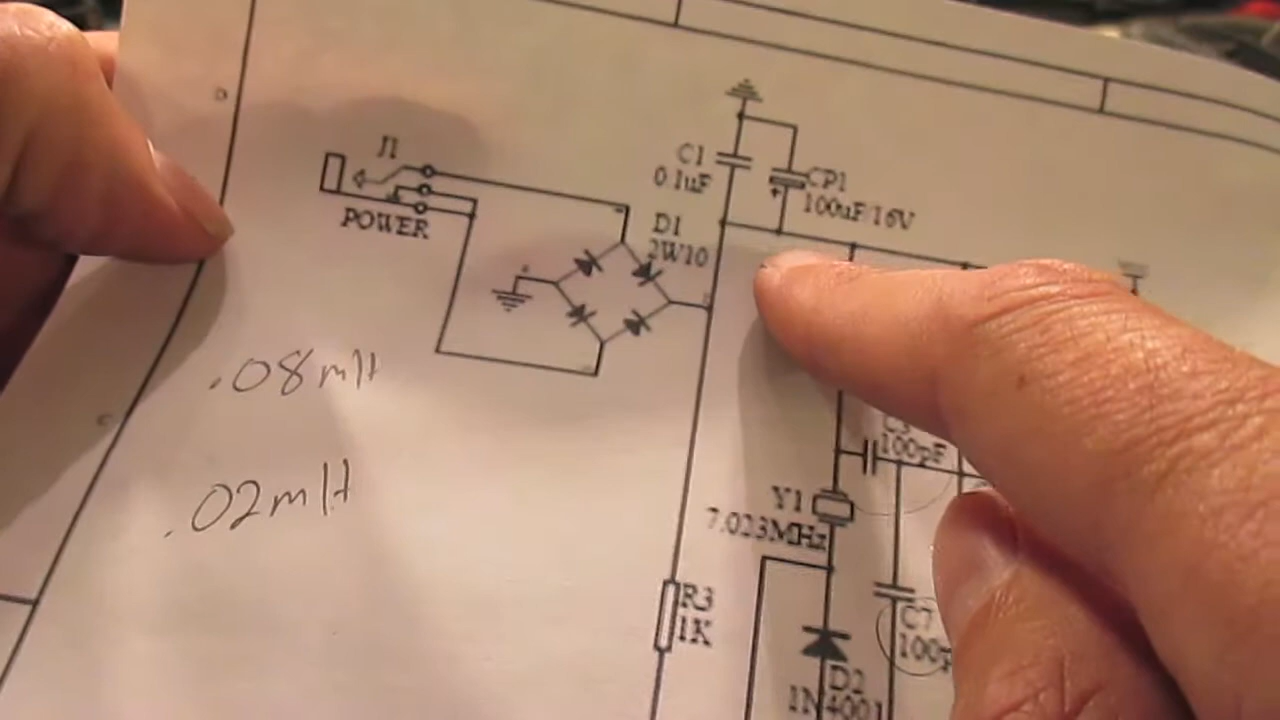 D
J1
POWER
C1
0.1uF
CP1
100uF/16V
D1
2W10
.08mH
C
.02mH
C3
100pF
Y1
7.023MHz
R3
1K
C7
D2
1N4001